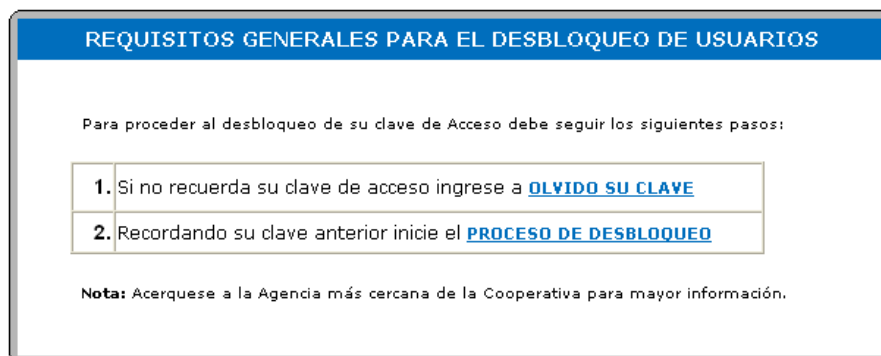 REQUISITOS GENERALES PARA EL DESBLOQUEO DE USUARIOS
Para proceder al desbloqueo de su clave de Acceso debe seguir los siguientes pasos:
1. Si no recuerda su clave de acceso ingrese a OLVIDO SU CLAVE
2. Recordando su clave anterior inicie el PROCESO DE DESBLOQUEO
Nota: Acerquese a la Agencia más cercana de la Cooperativa para mayor información.